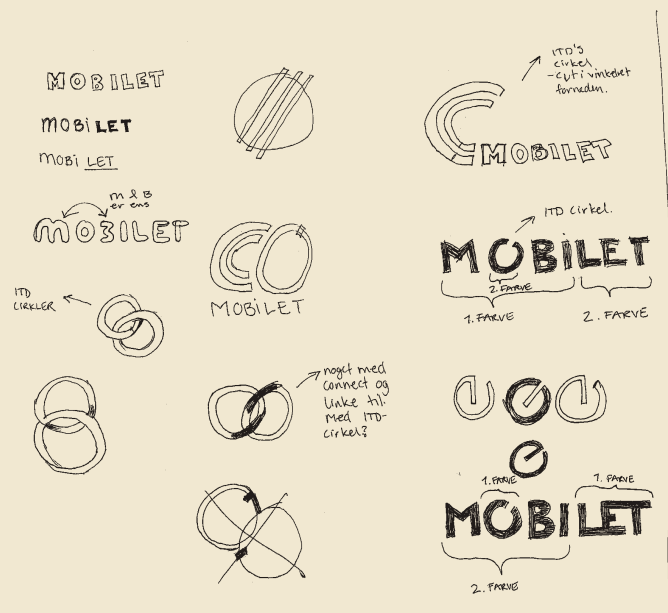 MOBILET
MOBiLET
MOBi LET
M & B
er ens
MOBILET
ITD
CIRKLER
MOBiLET
noget med
connect og
linke til.
Med ITD-
cirkel?
ITD'S
cirkel
- cut i vinkelret
forneden.
MOBILET
ITD cirkel.
MOBiLET
2. FARVE
1. FARVE
2. FARVE
1. FARVE
1. FARVE
MOBILET
2. FARVE